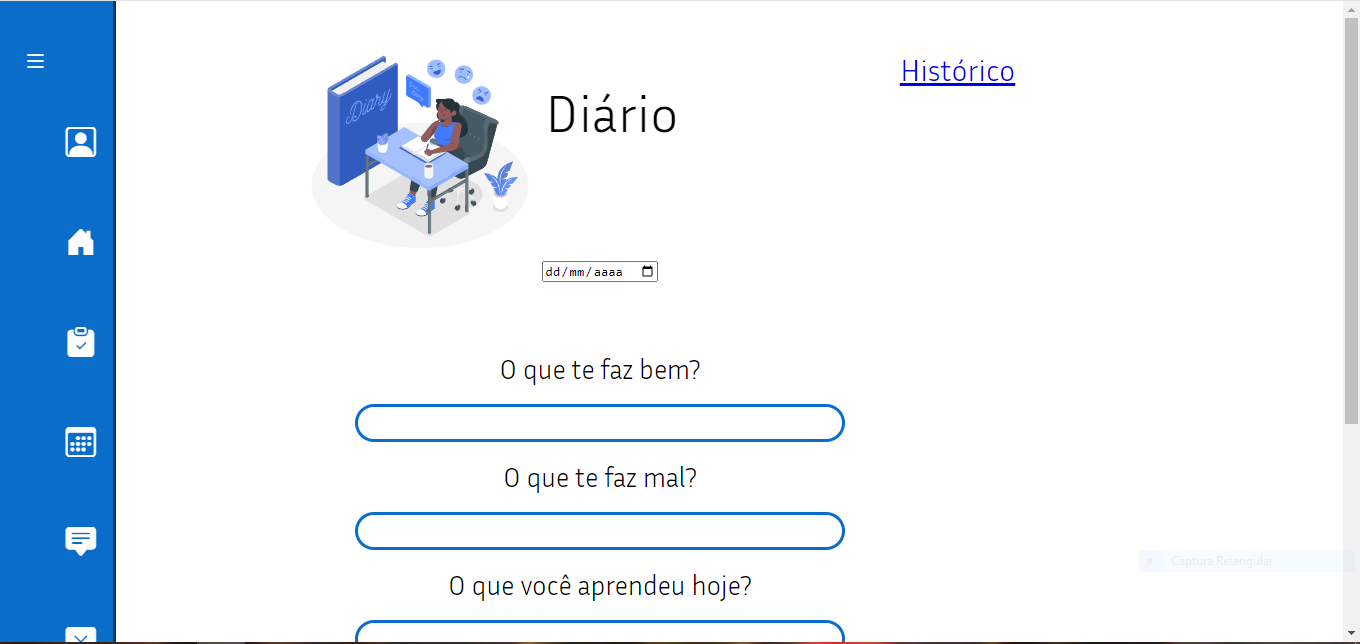 Diary
Diário
Histórico
dd/mm/aaaa
O que te faz bem?
O que te faz mal?
Captura Retangular
O que você aprendeu hoje?